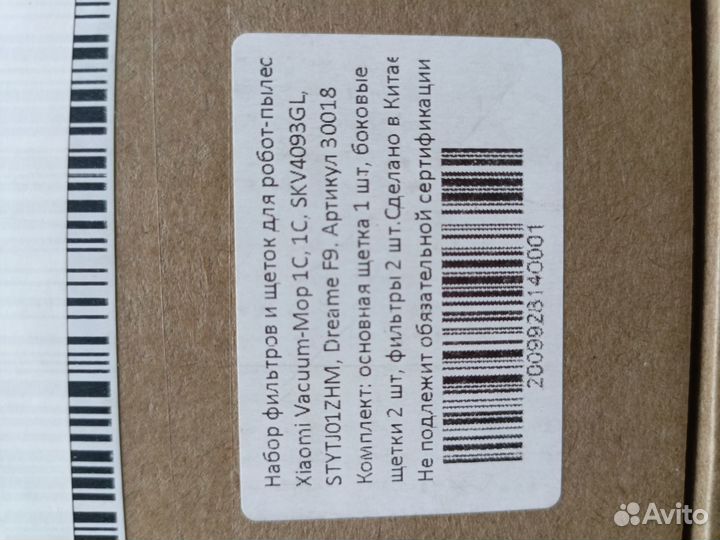 Набор фильтров и щеток для робот-пылес
Xiaomi Vacuum-Mop 1C, 1C, SKV4093GL,
STYTJ01ZHM, Dreame F9. Артикул 30018
Комплект: основная щетка 1 шт, боковые
щетки 2 шт, фильтры 2 шт.Сделано в Китае
Не подлежит обязательной сертификации
2009928140001
Avito